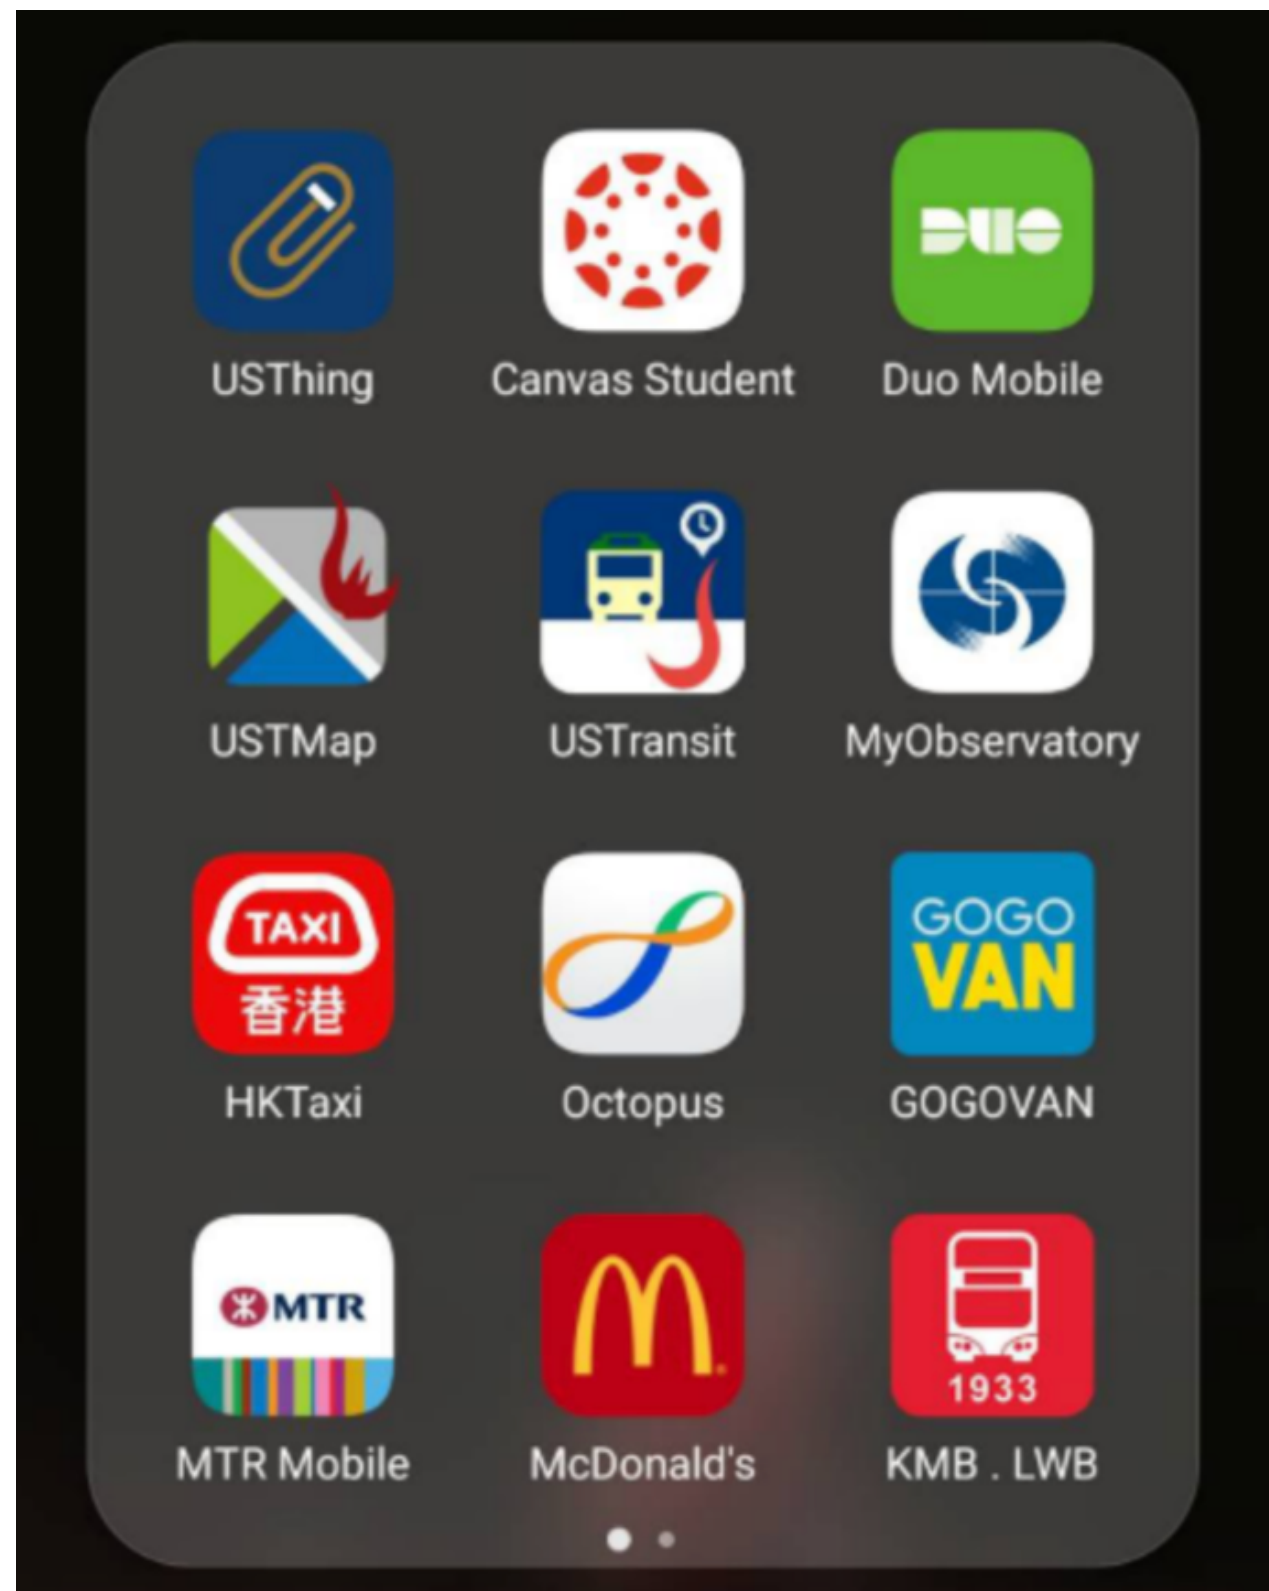 DUO
USThing Canvas Student Duo Mobile
USTMap USTransit MyObservatory
TAXI
香港
GOGO
VAN
HKTaxi Octopus GOGOVAN
MTR
1933
MTR Mobile McDonald's KMB . LWB